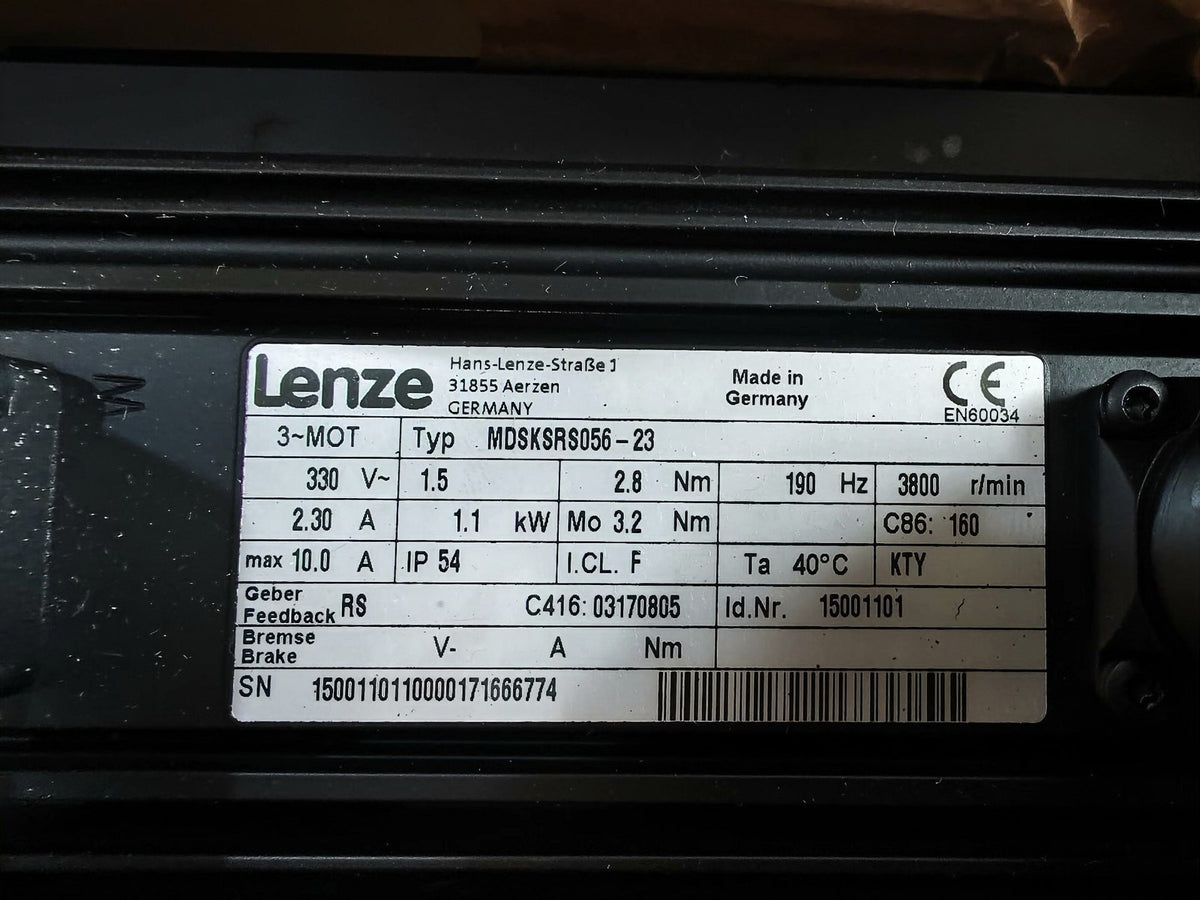 Lenze Hans-Lenze-Straße 1
31855 Aerzen
GERMANY
Made in
Germany
CE
EN60034
3~MOT Typ MDSKSRS056-23
330 V~ 1.5 2.8 Nm 190 Hz 3800 r/min
2.30 A 1.1 kW Mo 3.2 Nm C86: 160
max 10.0 A IP 54 I.CL. F Ta 40°C KTY
Geber
Feedback RS C416: 03170805 Id.Nr. 15001101
Bremse
Brake V- A Nm
SN 1500110110000171666774